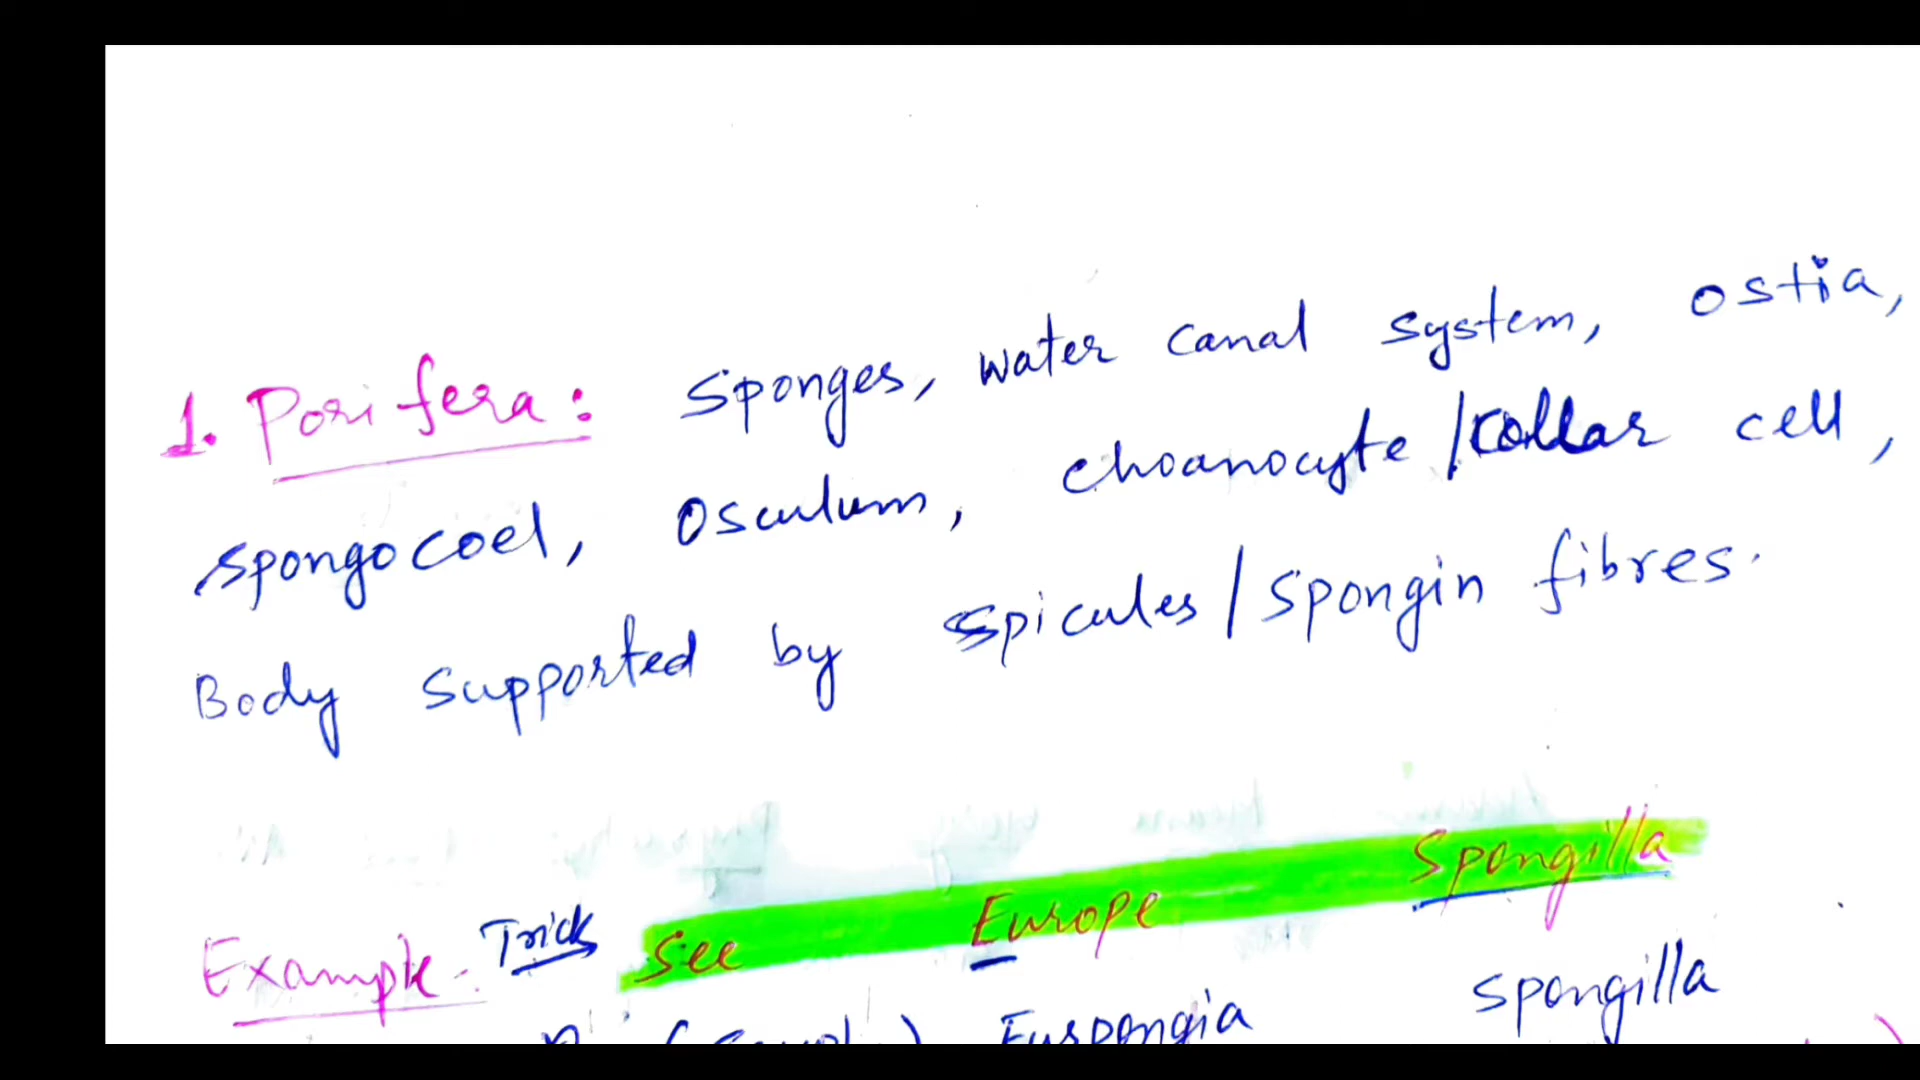 1. Porifera: Sponges, water canal system, ostia,
spongocoel, Osculum, choanocyte/collar cell,
Body supported by spicules/spongin fibres.
Example:- Trick See Europe Spongilla
Euspongia spongilla